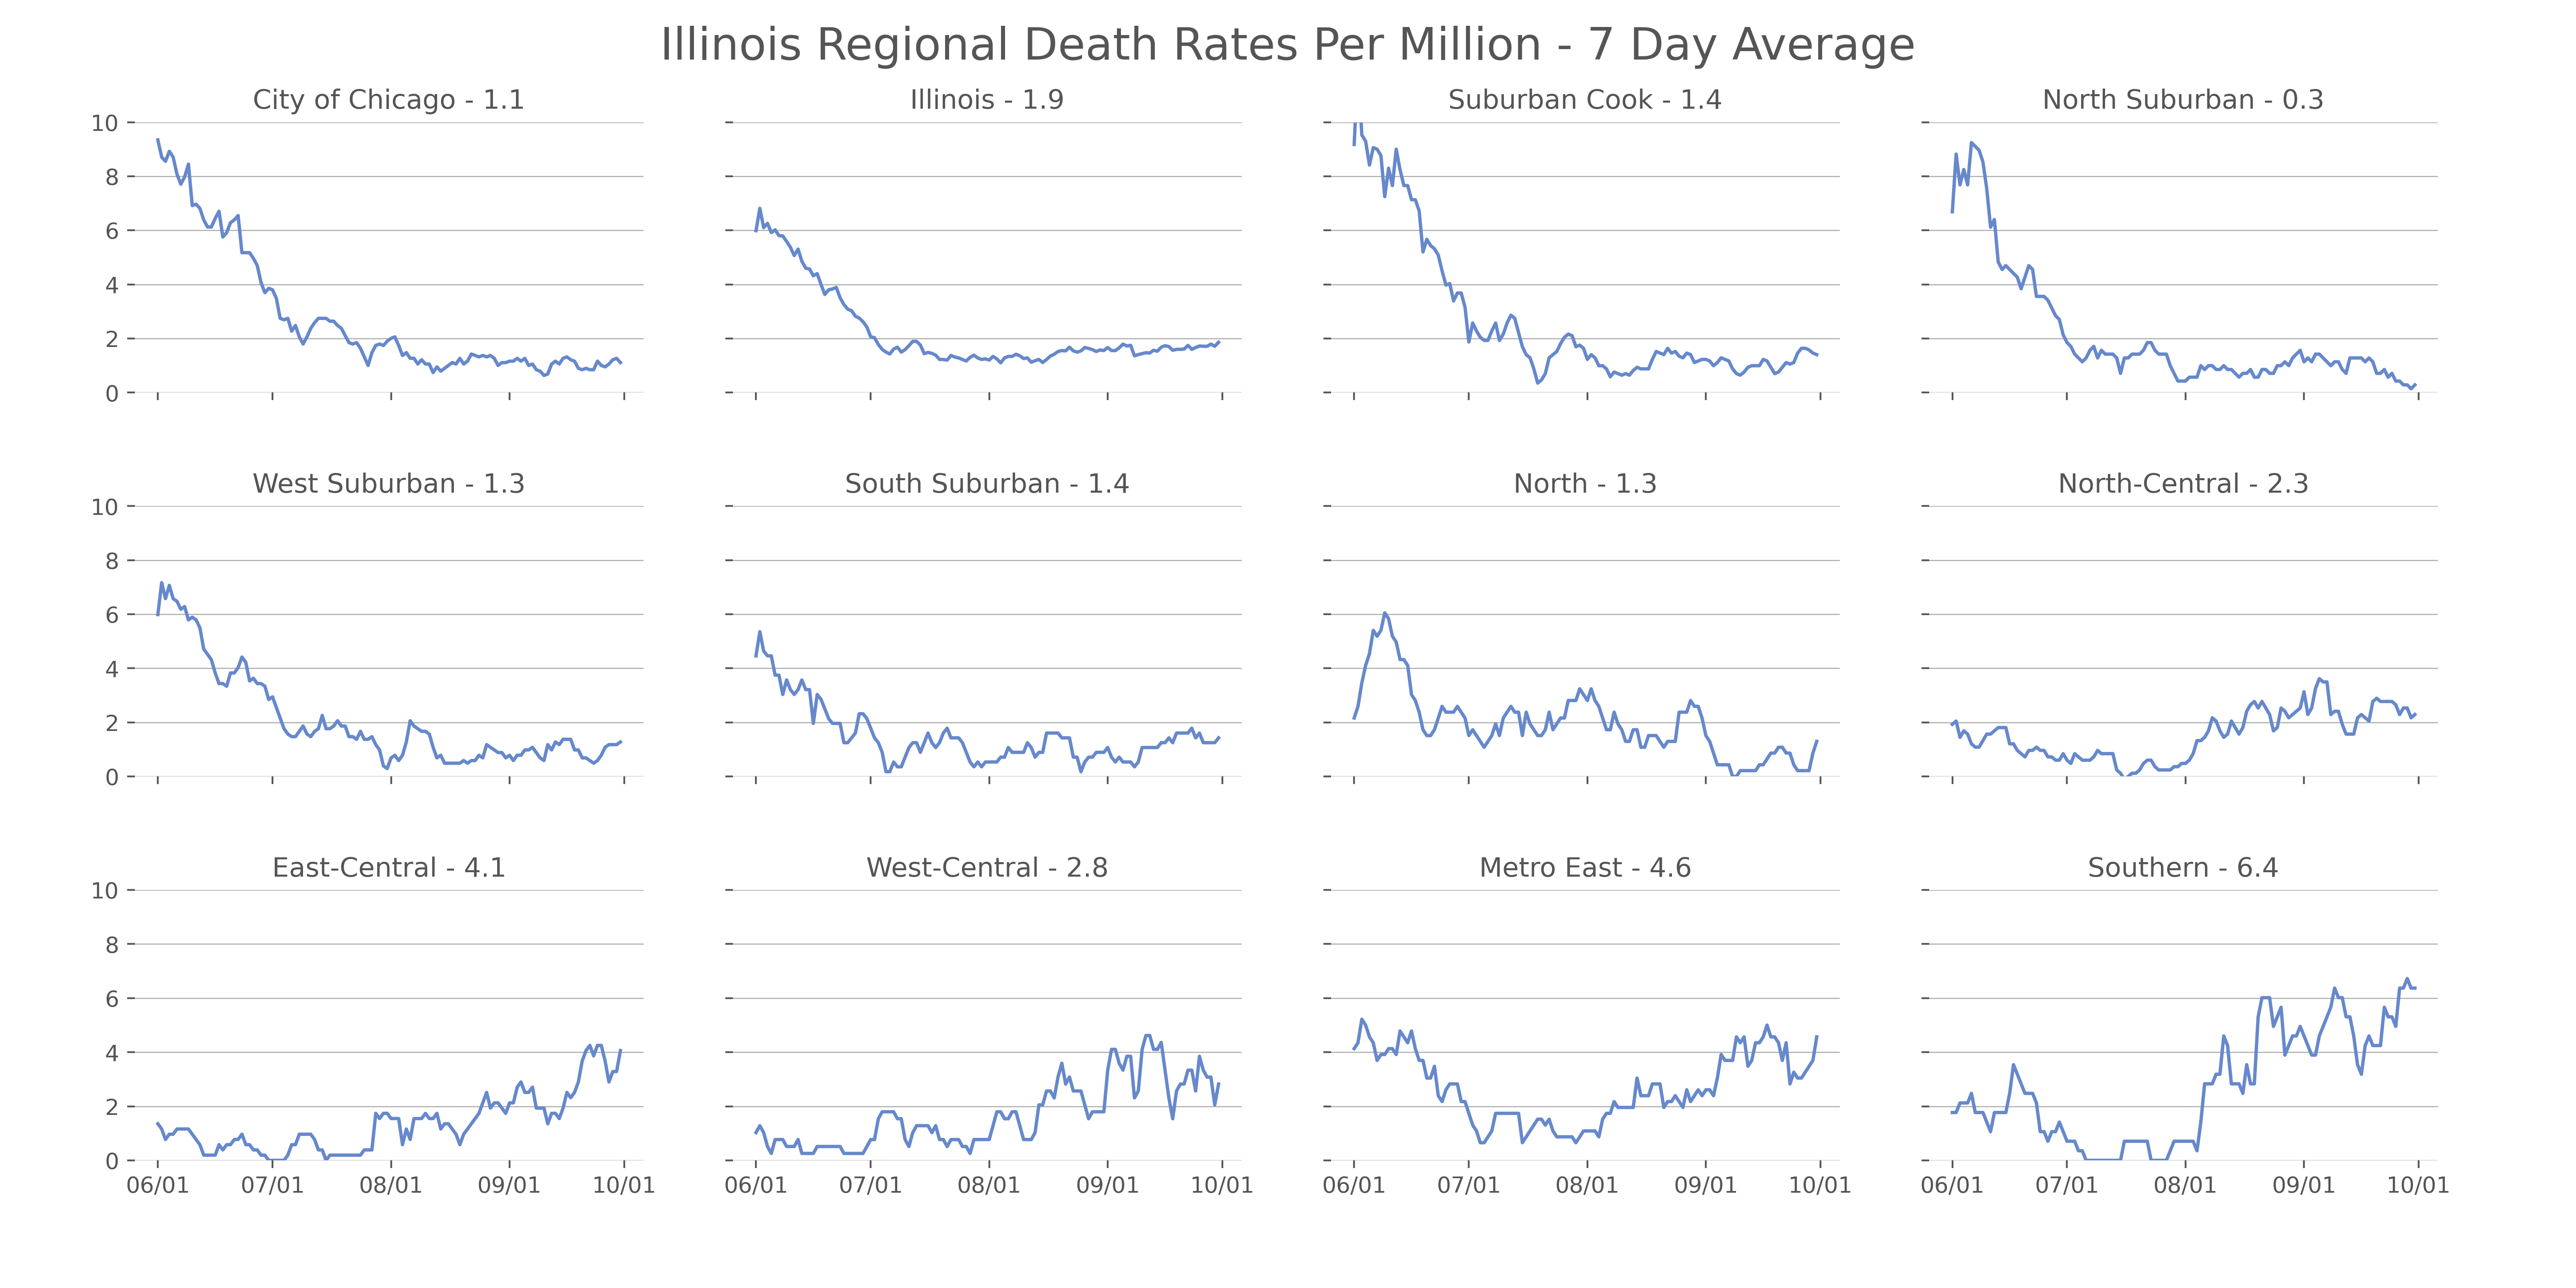 Illinois Regional Death Rates Per Million - 7 Day Average
City of Chicago - 1.1
Illinois - 1.9
Suburban Cook - 1.4
North Suburban - 0.3
10
8
6
4
2
0
West Suburban - 1.3
South Suburban - 1.4
North - 1.3
North-Central - 2.3
10
8
6
4
2
0
East-Central - 4.1
West-Central - 2.8
Metro East - 4.6
Southern - 6.4
10
8
6
4
2
0
06/01 07/01 08/01 09/01 10/01
06/01 07/01 08/01 09/01 10/01
06/01 07/01 08/01 09/01 10/01
06/01 07/01 08/01 09/01 10/01